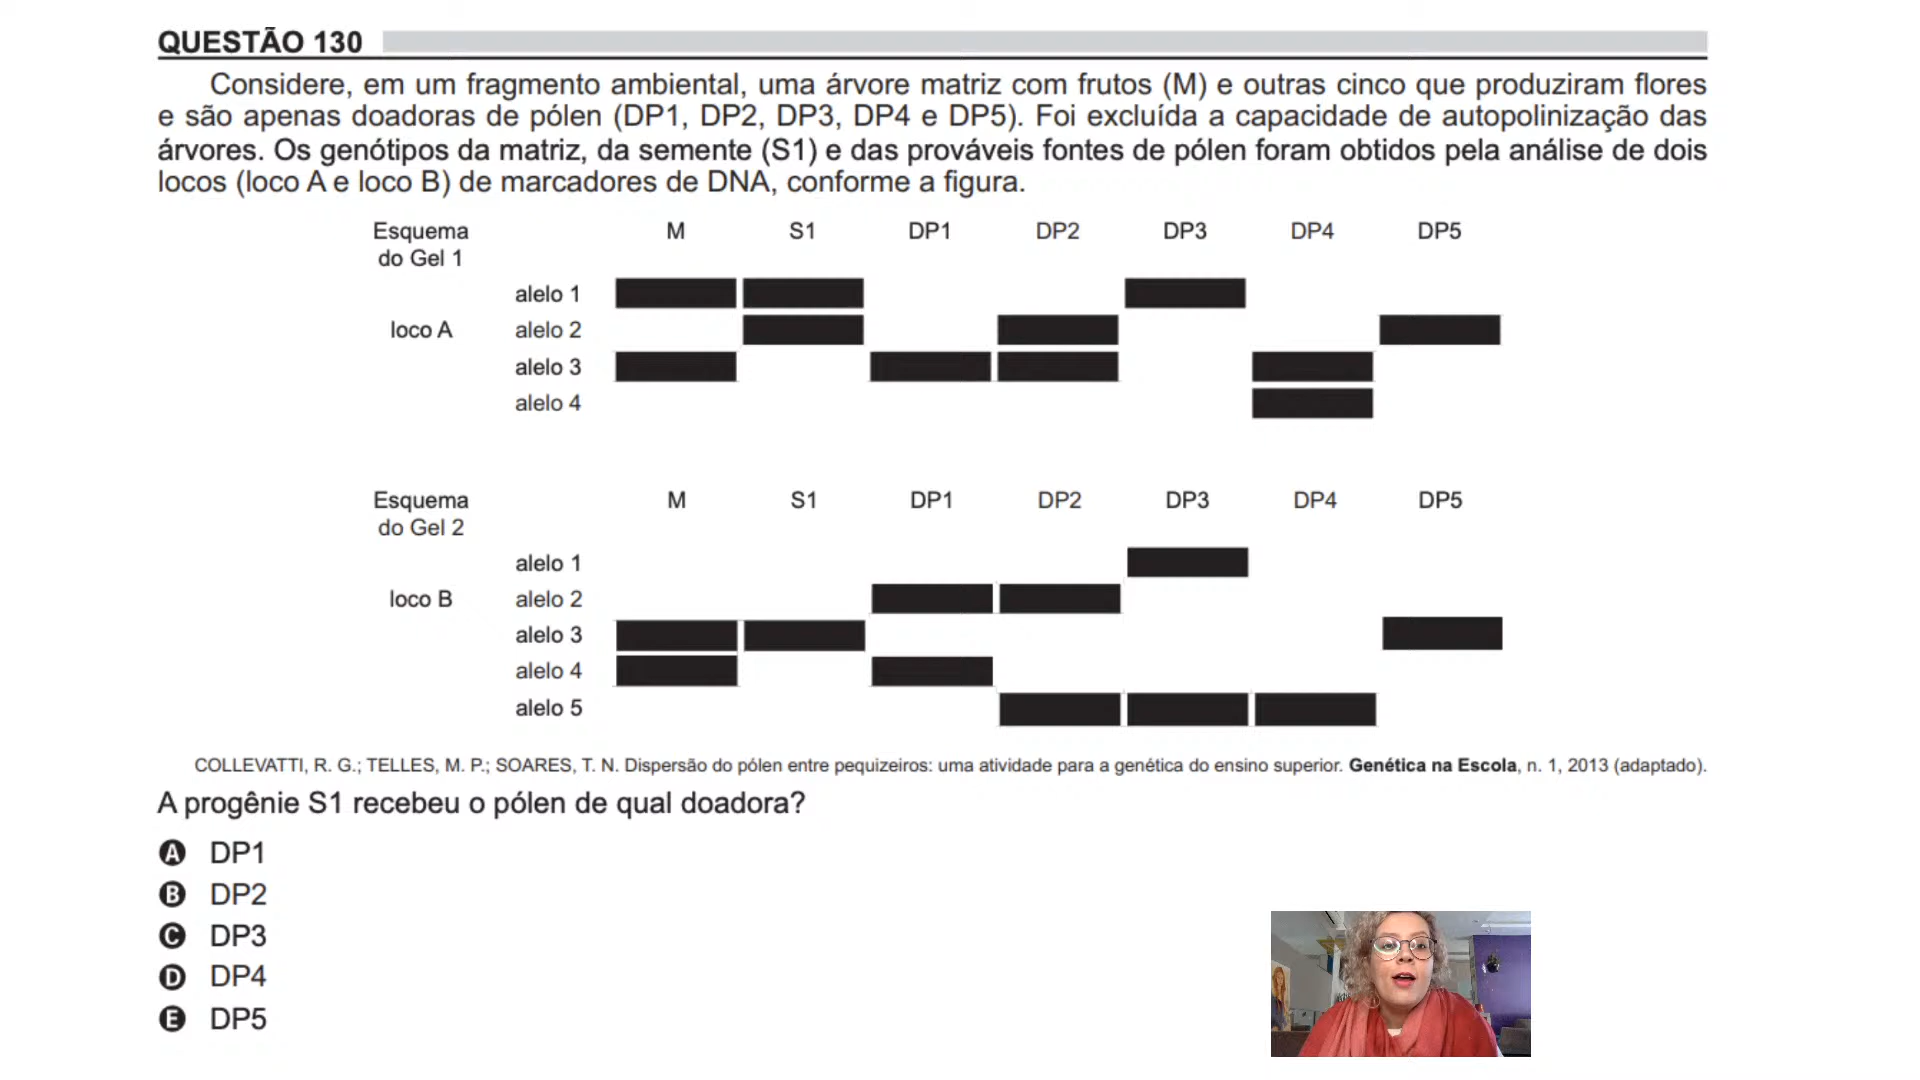 QUESTÃO 130
Considere, em um fragmento ambiental, uma árvore matriz com frutos (M) e outras cinco que produziram flores
e são apenas doadoras de pólen (DP1, DP2, DP3, DP4 e DP5). Foi excluída a capacidade de autopolinização das
árvores. Os genótipos da matriz, da semente (S1) e das prováveis fontes de pólen foram obtidos pela análise de dois
locos (loco A e loco B) de marcadores de DNA, conforme a figura.
Esquema do Gel 1
M S1 DP1 DP2 DP3 DP4 DP5
alelo 1
loco A alelo 2
alelo 3
alelo 4
Esquema do Gel 2
M S1 DP1 DP2 DP3 DP4 DP5
alelo 1
loco B alelo 2
alelo 3
alelo 4
alelo 5
COLLEVATTI, R. G.; TELLES, M. P.; SOARES, T. N. Dispersão do pólen entre pequizeiros: uma atividade para a genética do ensino superior. Genética na Escola, n. 1, 2013 (adaptado).
A progênie S1 recebeu o pólen de qual doadora?
A DP1
B DP2
C DP3
D DP4
E DP5